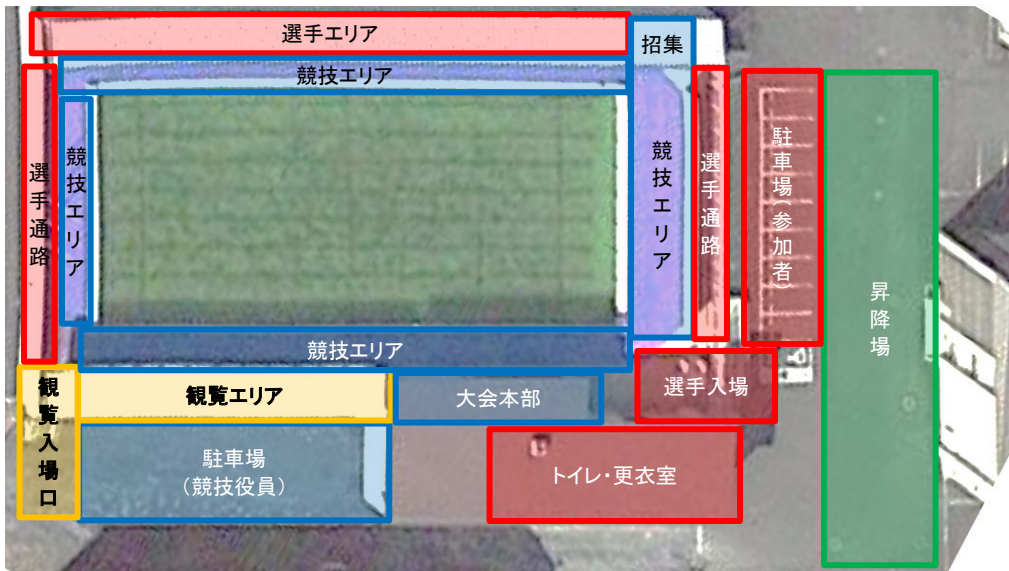 選手エリア
招集
競技エリア
選手通路
競技エリア
競技エリア
選手通路
駐車場(参加者)
昇降場
競技エリア
選手入場
観覧入場口
観覧エリア
大会本部
駐車場
(競技役員)
トイレ・更衣室